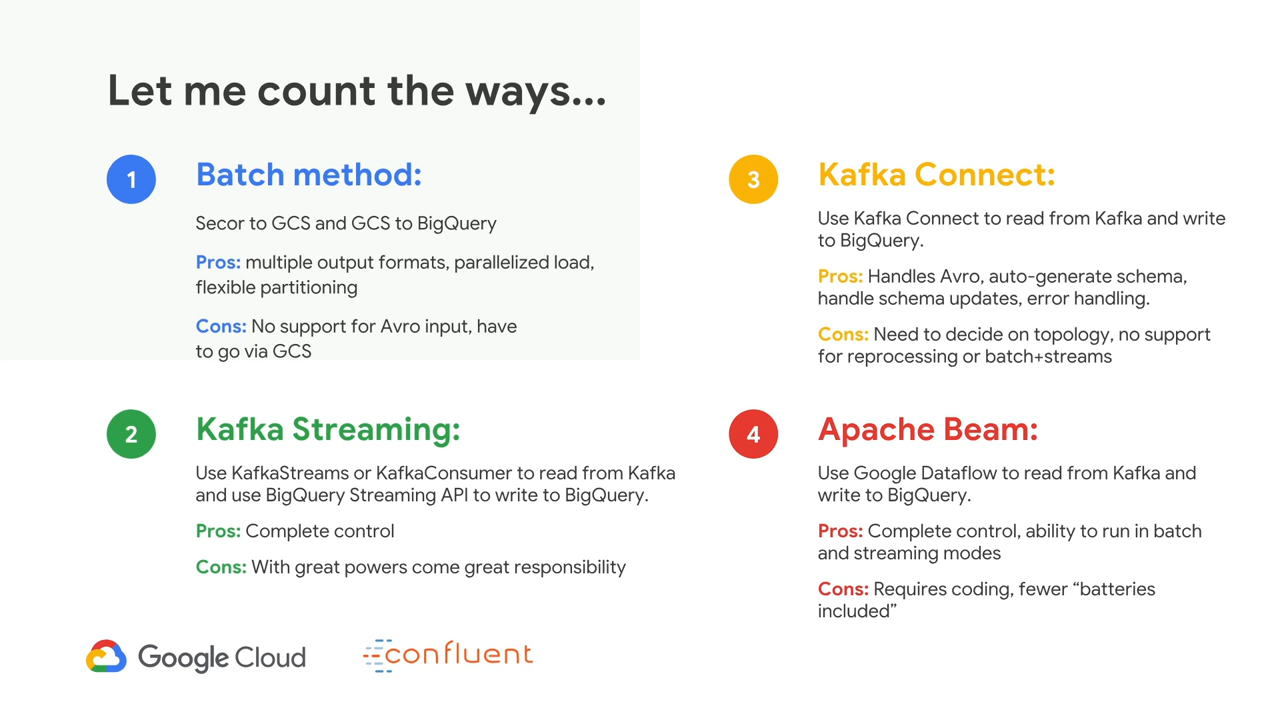 Let me count the ways...
1
Batch method:
Secor to GCS and GCS to BigQuery
Pros: multiple output formats, parallelized load,
flexible partitioning
Cons: No support for Avro input, have
to go via GCS
2
Kafka Streaming:
Use KafkaStreams or KafkaConsumer to read from Kafka
and use BigQuery Streaming API to write to BigQuery.
Pros: Complete control
Cons: With great powers come great responsibility
3
Kafka Connect:
Use Kafka Connect to read from Kafka and write
to BigQuery.
Pros: Handles Avro, auto-generate schema,
handle schema updates, error handling.
Cons: Need to decide on topology, no support
for reprocessing or batch+streams
4
Apache Beam:
Use Google Dataflow to read from Kafka and
write to BigQuery.
Pros: Complete control, ability to run in batch
and streaming modes
Cons: Requires coding, fewer “batteries
included”
Google Cloud
confluent